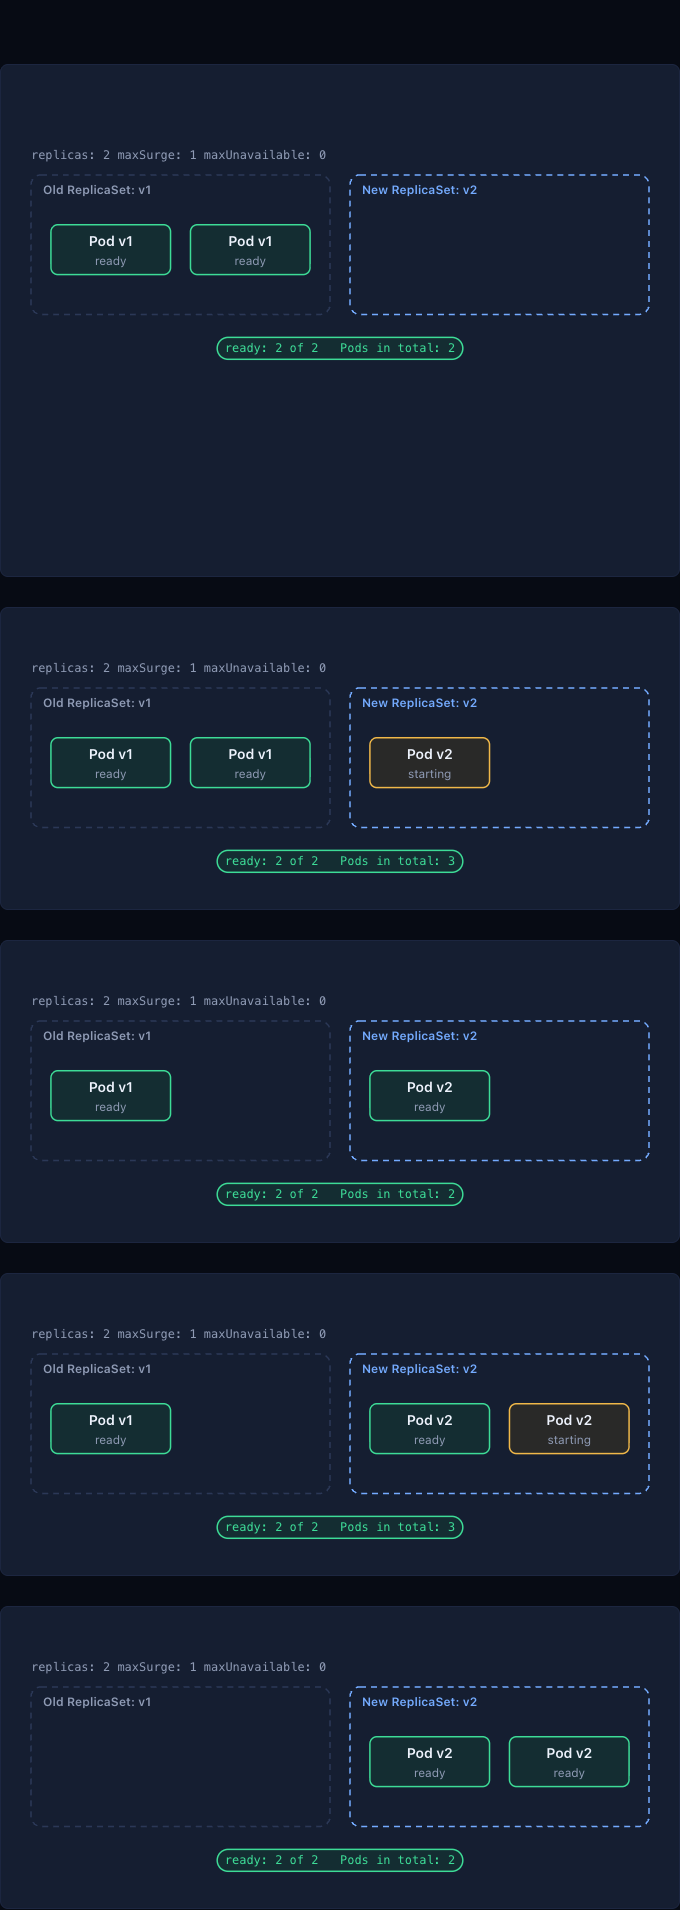 replicas: 2 maxSurge: 1 maxUnavailable: 0
Old ReplicaSet: v1
New ReplicaSet: v2
Pod v1
ready
Pod v1
ready
ready: 2 of 2 Pods in total: 2
replicas: 2 maxSurge: 1 maxUnavailable: 0
Old ReplicaSet: v1
New ReplicaSet: v2
Pod v1
ready
Pod v1
ready
Pod v2
starting
ready: 2 of 2 Pods in total: 3
replicas: 2 maxSurge: 1 maxUnavailable: 0
Old ReplicaSet: v1
New ReplicaSet: v2
Pod v1
ready
Pod v2
ready
ready: 2 of 2 Pods in total: 2
replicas: 2 maxSurge: 1 maxUnavailable: 0
Old ReplicaSet: v1
New ReplicaSet: v2
Pod v1
ready
Pod v2
ready
Pod v2
starting
ready: 2 of 2 Pods in total: 3
replicas: 2 maxSurge: 1 maxUnavailable: 0
Old ReplicaSet: v1
New ReplicaSet: v2
Pod v2
ready
Pod v2
ready
ready: 2 of 2 Pods in total: 2